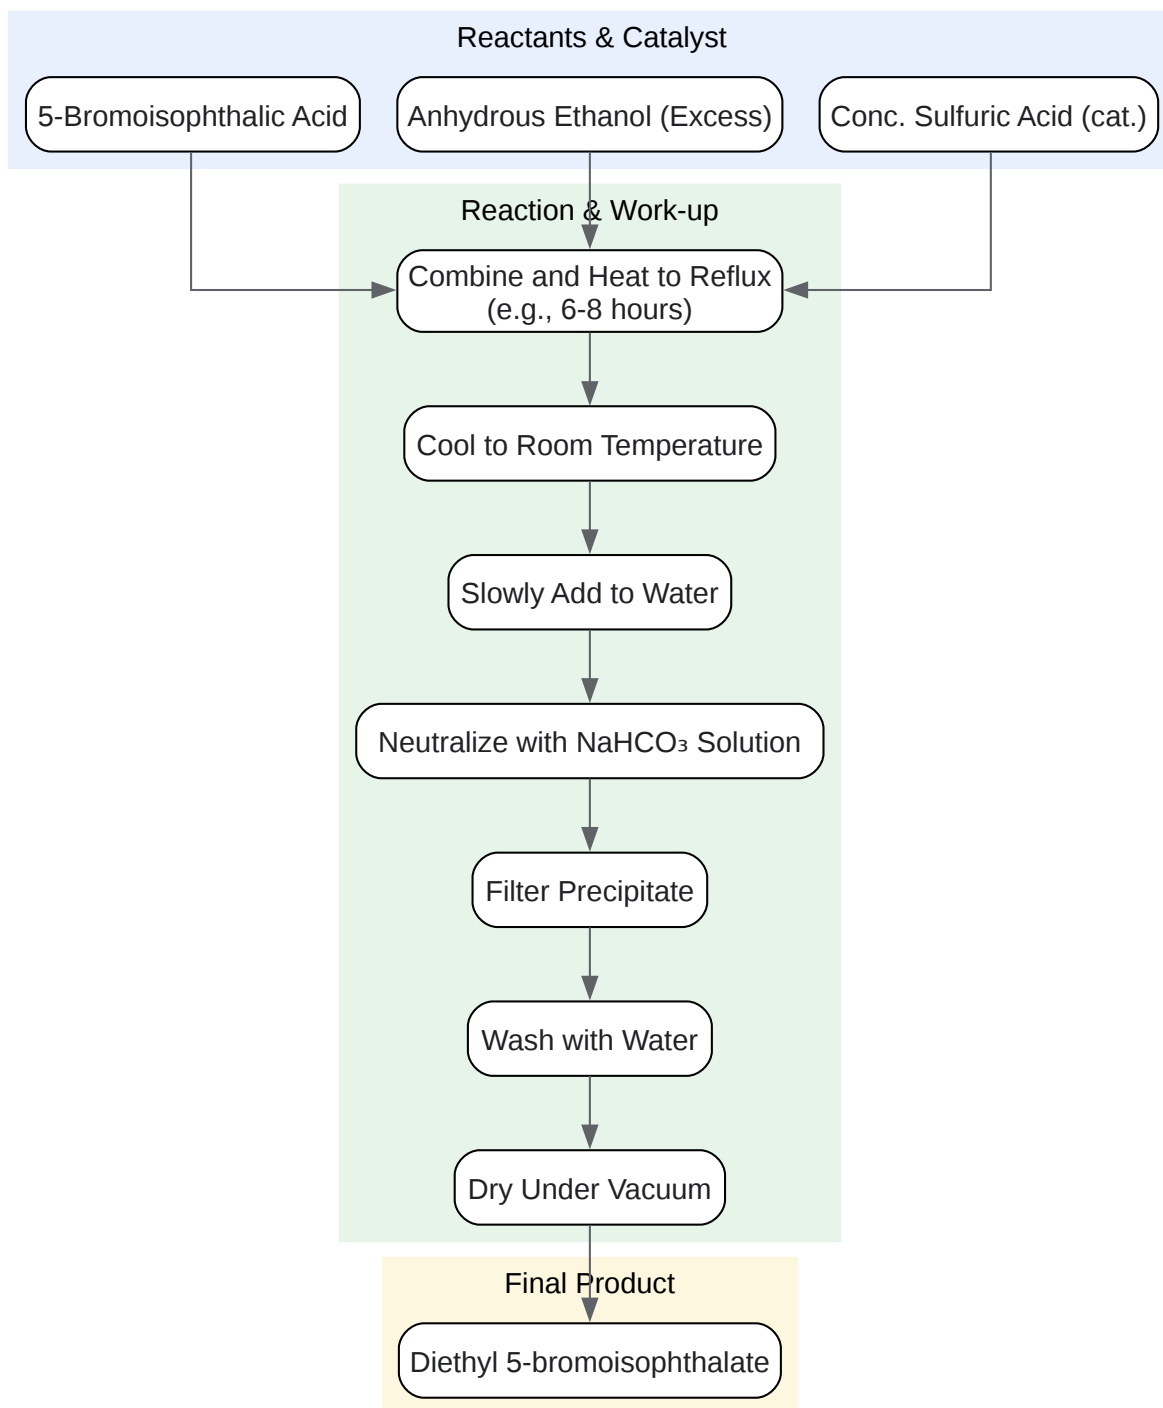 Reactants & Catalyst
5-Bromoisophthalic Acid
Anhydrous Ethanol (Excess)
Conc. Sulfuric Acid (cat.)
Reaction & Work-up
Combine and Heat to Reflux
(e.g., 6-8 hours)
Cool to Room Temperature
Slowly Add to Water
Neutralize with NaHCO₃ Solution
Filter Precipitate
Wash with Water
Dry Under Vacuum
Final Product
Diethyl 5-bromoisophthalate